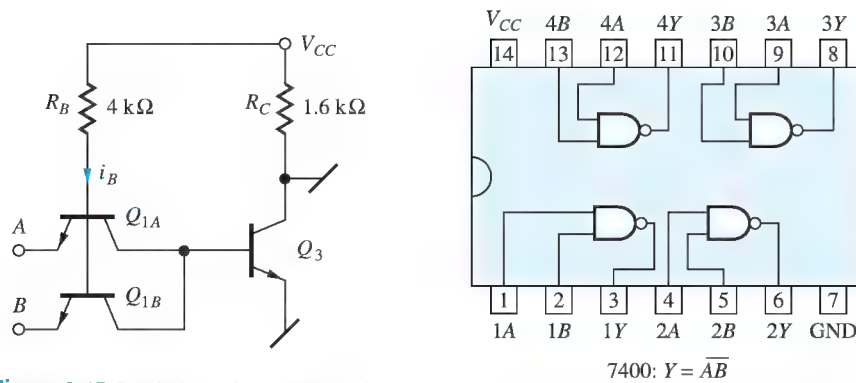 V_CC
R_B 4 kΩ R_C 1.6 kΩ
i_B
A Q_1A
Q_3
B Q_1B
V_CC 4B 4A 4Y 3B 3A 3Y
14 13 12 11 10 9 8
1 2 3 4 5 6 7
1A 1B 1Y 2A 2B 2Y GND
7400: Y = \overline{AB}